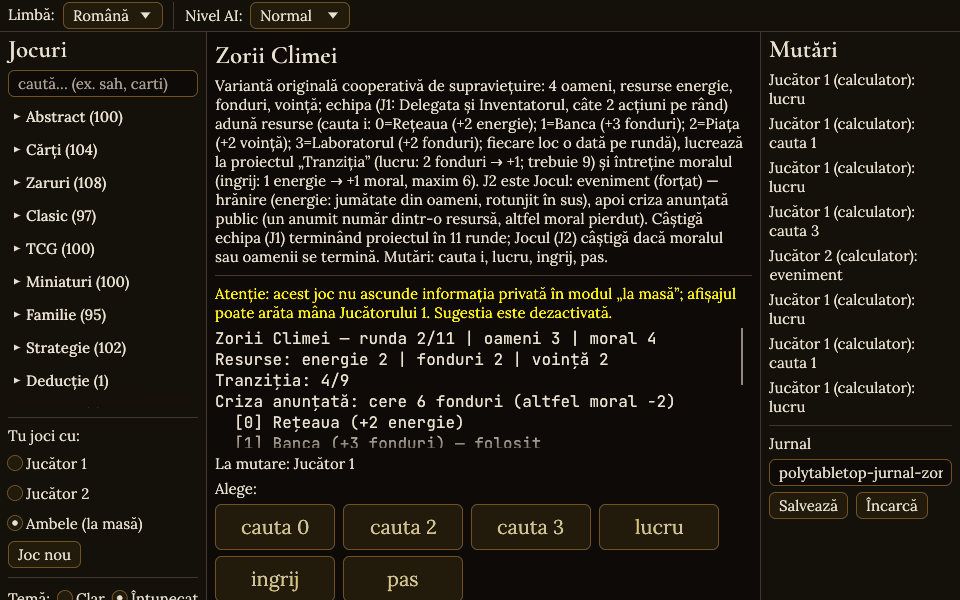 Limbă: Română ▼ Nivel AI: Normal ▼
Jocuri
caută... (ex. sah, carti)
▸ Abstract (100)
▸ Cărți (104)
▸ Zaruri (108)
▸ Clasic (97)
▸ TCG (100)
▸ Miniaturi (100)
▸ Familie (95)
▸ Strategie (102)
▸ Deducție (1)
Tu joci cu:
Jucător 1
Jucător 2
Ambele (la masă)
Joc nou
Temă: Clar Întunecat
Zorii Climei
Variantă originală cooperativă de supraviețuire: 4 oameni, resurse energie,
fonduri, voință; echipa (J1: Delegata și Inventatorul, câte 2 acțiuni pe rând)
adună resurse (cauta i: 0=Rețeaua (+2 energie); 1=Banca (+3 fonduri); 2=Piața
(+2 voință); 3=Laboratorul (+2 fonduri); fiecare loc o dată pe rundă), lucrează
la proiectul „Tranziția” (lucru: 2 fonduri → +1; trebuie 9) și întreține moralul
(ingrij: 1 energie → +1 moral, maxim 6). J2 este Jocul: eveniment (forțat) —
hrănire (energie: jumătate din oameni, rotunjit în sus), apoi criza anunțată
public (un anumit număr dintr-o resursă, altfel moral pierdut). Câștigă
echipa (J1) terminând proiectul în 11 runde; Jocul (J2) câștigă dacă moralul
sau oamenii se termină. Mutări: cauta i, lucru, ingrij, pas.
Atenție: acest joc nu ascunde informația privată în modul „la masă”; afișajul
poate arăta mâna Jucătorului 1. Sugestia este dezactivată.
Zorii Climei — runda 2/11 | oameni 3 | moral 4
Resurse: energie 2 | fonduri 2 | voință 2
Tranziția: 4/9
Criza anunțată: cere 6 fonduri (altfel moral -2)
[0] Rețeaua (+2 energie)
[1] Banca (+3 fonduri) — folosit
La mutare: Jucător 1
Alege:
cauta 0 cauta 2 cauta 3 lucru
ingrij pas
Mutări
Jucător 1 (calculator):
lucru
Jucător 1 (calculator):
cauta 1
Jucător 1 (calculator):
lucru
Jucător 1 (calculator):
cauta 3
Jucător 2 (calculator):
eveniment
Jucător 1 (calculator):
lucru
Jucător 1 (calculator):
cauta 1
Jucător 1 (calculator):
lucru
Jurnal
polytabletop-jurnal-zor
Salvează Încarcă